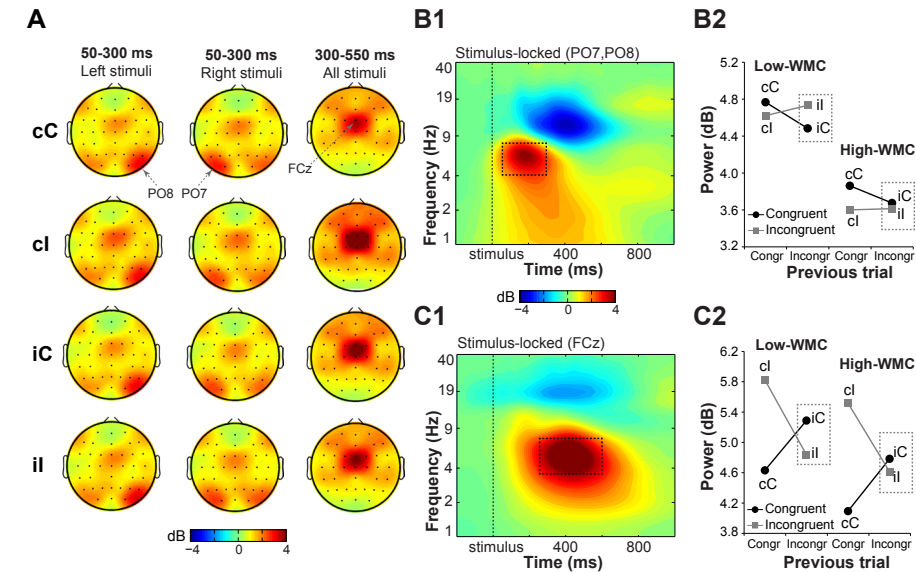 A
50-300 ms
Left stimuli
50-300 ms
Right stimuli
300-550 ms
All stimuli
cC
PO8
PO7
FCz
cI
iC
iI
dB
−4 0 4
B1
Stimulus-locked (PO7,PO8)
40
19
9
4
2
1
Frequency (Hz)
stimulus 400 800
Time (ms)
dB
−4 0 4
B2
5.2
4.8
4.4
4.0
3.6
3.2
Power (dB)
Low-WMC
cC
cI
iI
iC
High-WMC
cC
cI
iC
iI
Congruent
Incongruent
Congr Incongr Congr Incongr
Previous trial
C1
Stimulus-locked (FCz)
40
19
9
4
2
1
Frequency (Hz)
stimulus 400 800
Time (ms)
C2
6.2
5.8
5.4
5.0
4.6
4.2
3.8
Power (dB)
Low-WMC
cI
cC
iC
iI
High-WMC
cI
cC
iC
iI
Congruent
Incongruent
Congr Incongr Congr Incongr
Previous trial